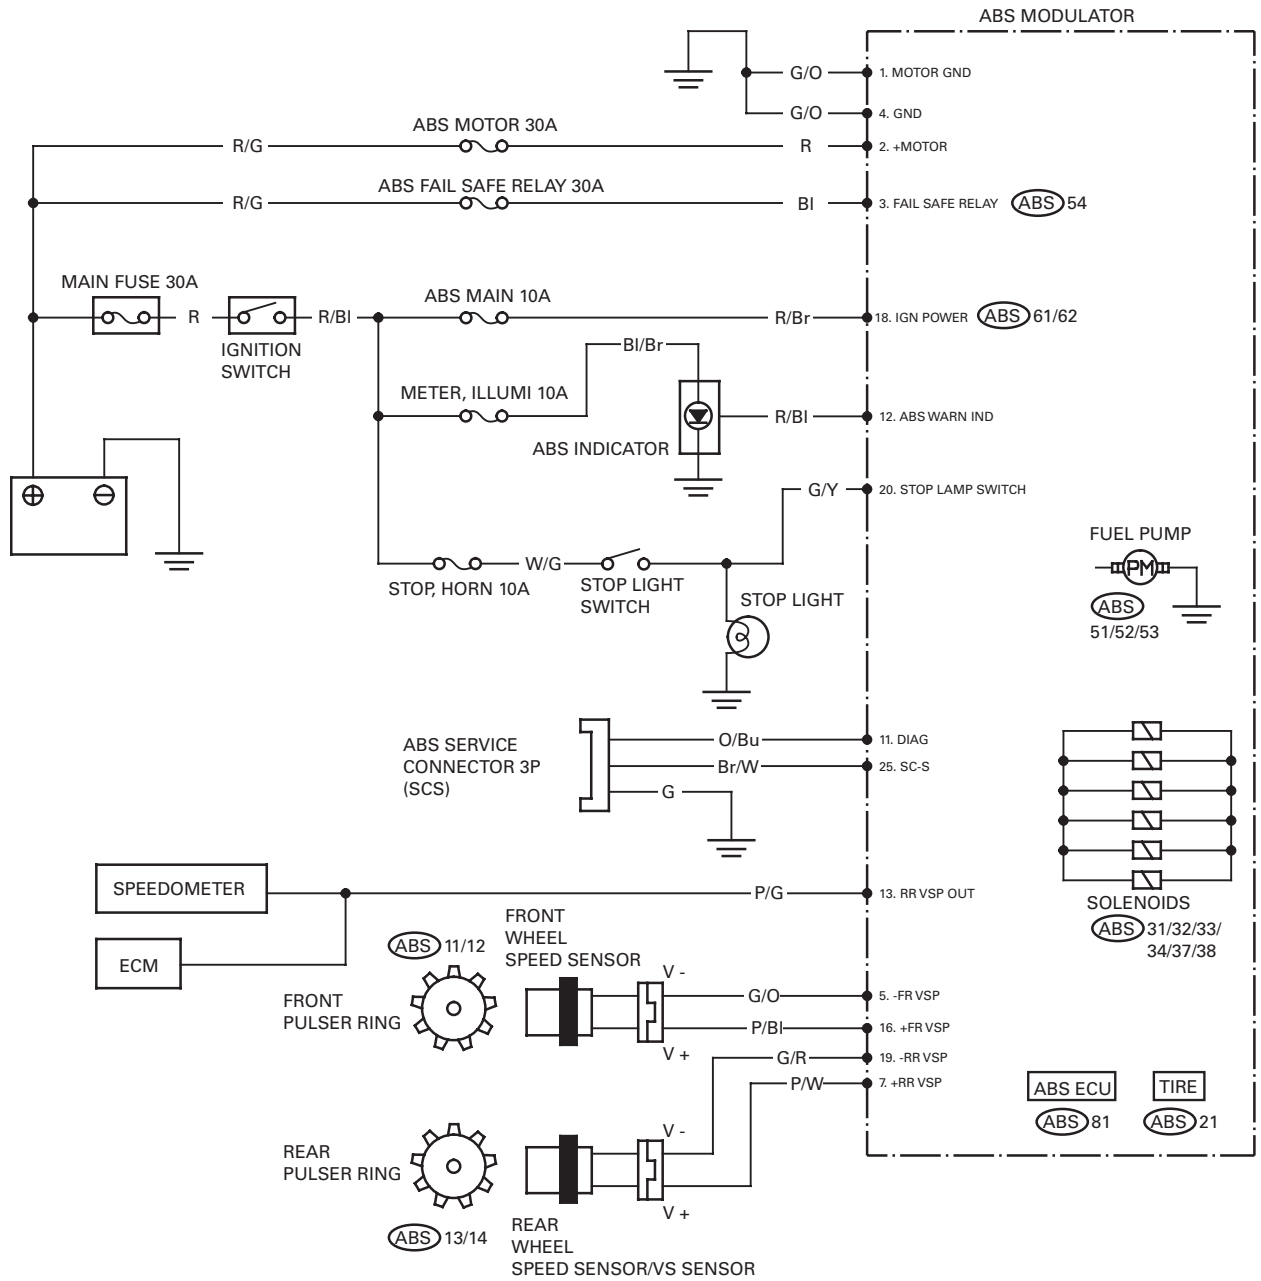 ABS MODULATOR
G/O
1. MOTOR GND
G/O
4. GND
ABS MOTOR 30A
R/G
R
2. +MOTOR
ABS FAIL SAFE RELAY 30A
R/G
Bl
3. FAIL SAFE RELAY
ABS 54
MAIN FUSE 30A
R
R/Bl
IGNITION
SWITCH
ABS MAIN 10A
R/Br
18. IGN POWER
ABS 61/62
Bl/Br
METER, ILLUMI 10A
R/Bl
12. ABS WARN IND
ABS INDICATOR
G/Y
20. STOP LAMP SWITCH
FUEL PUMP
PM
ABS
51/52/53
W/G
STOP, HORN 10A
STOP LIGHT
SWITCH
STOP LIGHT
ABS SERVICE
CONNECTOR 3P
(SCS)
O/Bu
11. DIAG
Br/W
25. SC-S
G
SOLENOIDS
ABS 31/32/33/
34/37/38
SPEEDOMETER
P/G
13. RR VSP OUT
ECM
ABS 11/12
FRONT
WHEEL
SPEED SENSOR
FRONT
PULSER RING
V -
G/O
5. -FR VSP
P/Bl
16. +FR VSP
V +
G/R
19. -RR VSP
P/W
7. +RR VSP
ABS ECU
ABS 81
TIRE
ABS 21
REAR
PULSER RING
V -
V +
ABS 13/14
REAR
WHEEL
SPEED SENSOR/VS SENSOR